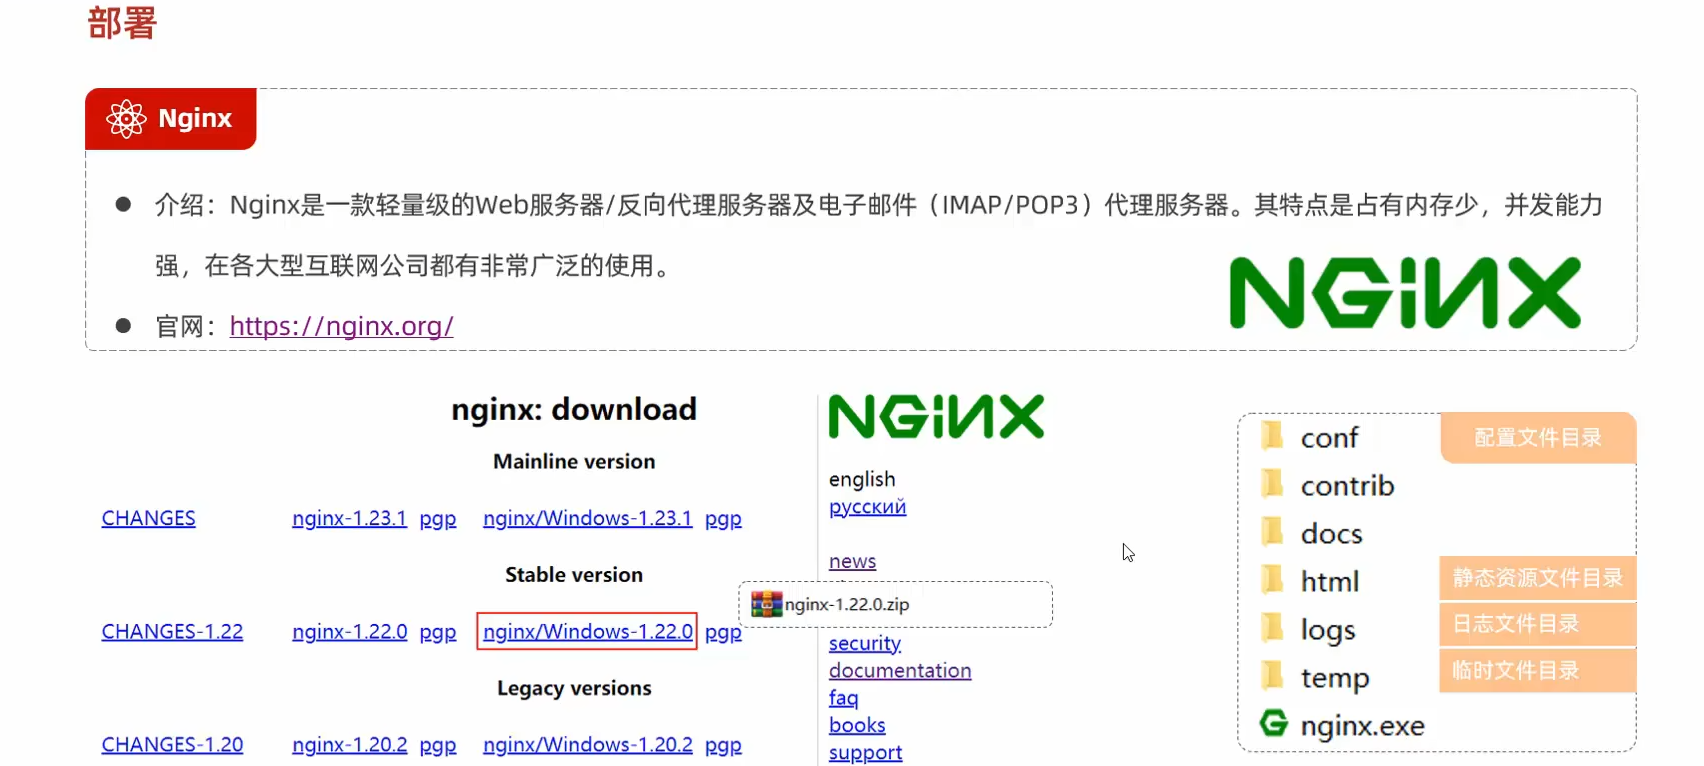 部署
Nginx
介绍：Nginx是一款轻量级的Web服务器/反向代理服务器及电子邮件（IMAP/POP3）代理服务器。其特点是占有内存少，并发能力
强，在各大型互联网公司都有非常广泛的使用。
官网：https://nginx.org/
NGiNX
nginx: download
Mainline version
CHANGES nginx-1.23.1 pgp nginx/Windows-1.23.1 pgp
Stable version
CHANGES-1.22 nginx-1.22.0 pgp nginx/Windows-1.22.0 pgp
Legacy versions
CHANGES-1.20 nginx-1.20.2 pgp nginx/Windows-1.20.2 pgp
NGiNX
english
русский
news
nginx-1.22.0.zip
security
documentation
faq
books
support
conf 配置文件目录
contrib
docs
html 静态资源文件目录
logs 日志文件目录
temp 临时文件目录
nginx.exe